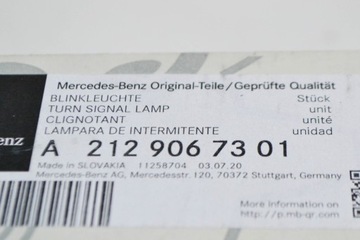 Mercedes-Benz Original-Teile/Geprüfte Qualität
BLINKLEUCHTE Stück
TURN SIGNAL LAMP unit
CLIGNOTANT unité
LAMPARA DE INTERMITENTE unidad
enz
A 212 906 73 01
Made in SLOVAKIA 11258704 03.07.20
Mercedes-Benz AG, Mercedesstr. 120, 70372 Stuttgart, Germany
More info on
http://p.mb-qr.com/